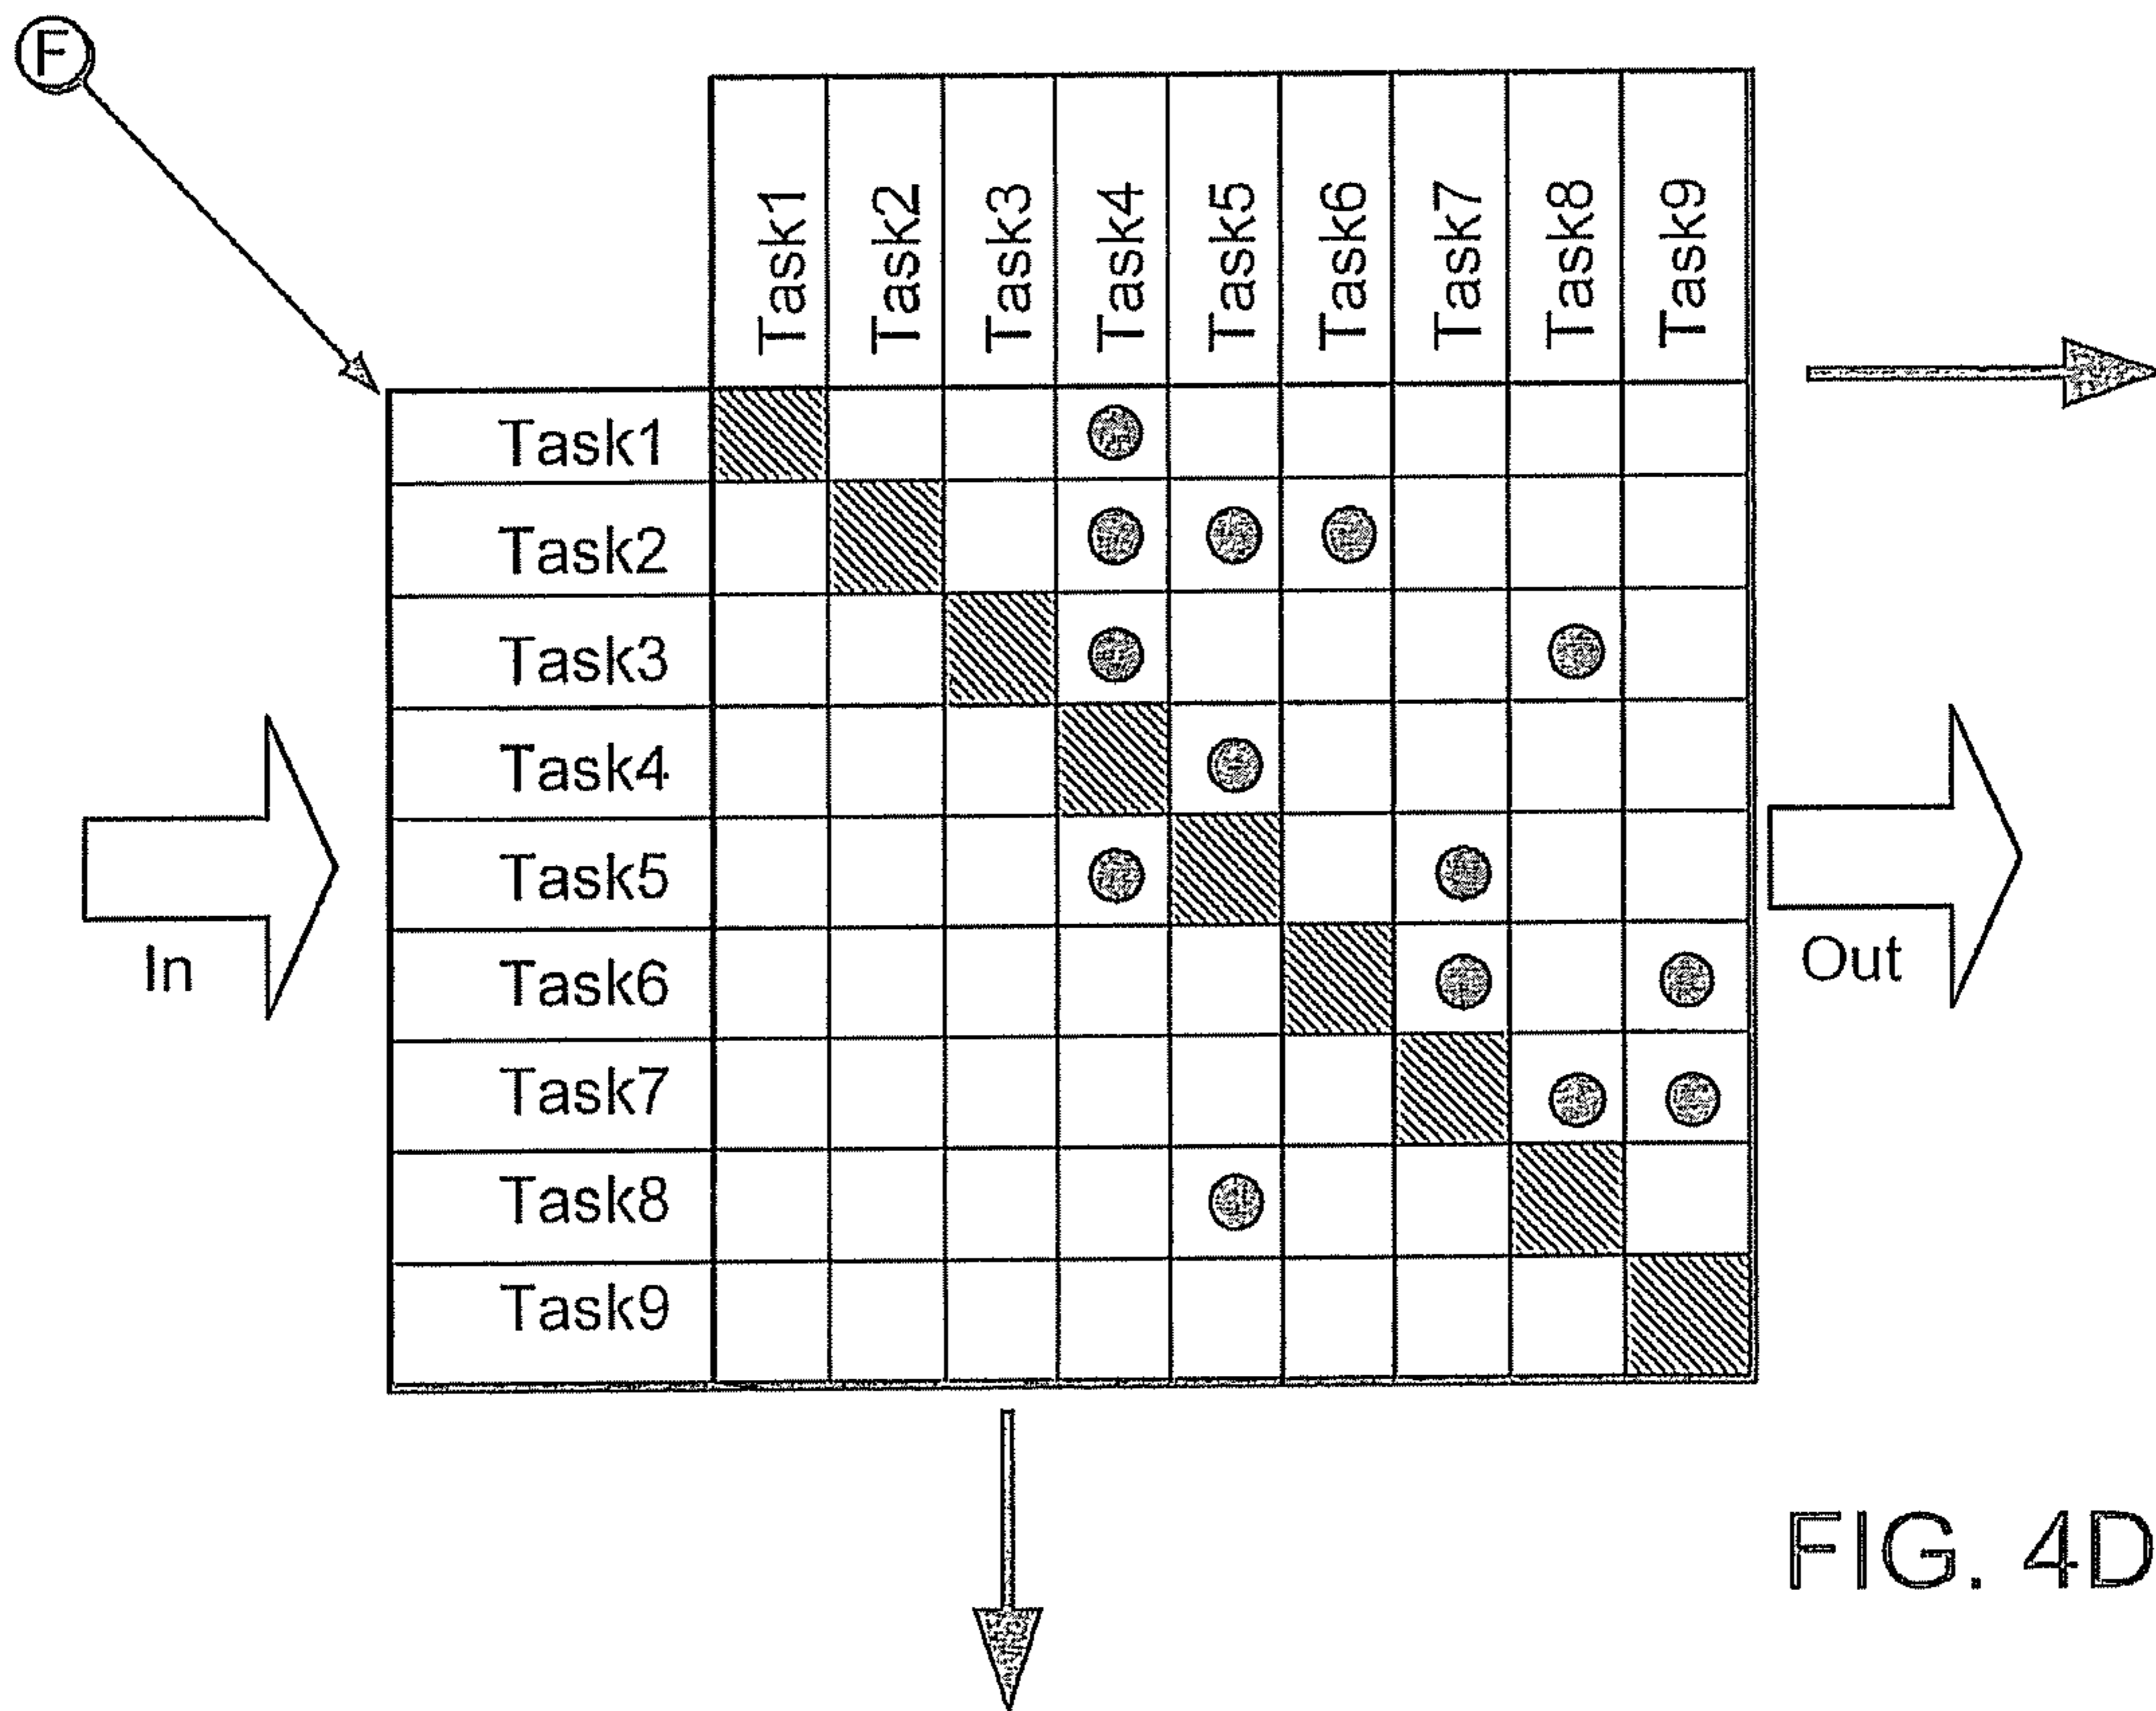 F
Task1 Task2 Task3 Task4 Task5 Task6 Task7 Task8 Task9
Task1
Task2
Task3
Task4
Task5
Task6
Task7
Task8
Task9
In
Out
FIG. 4D